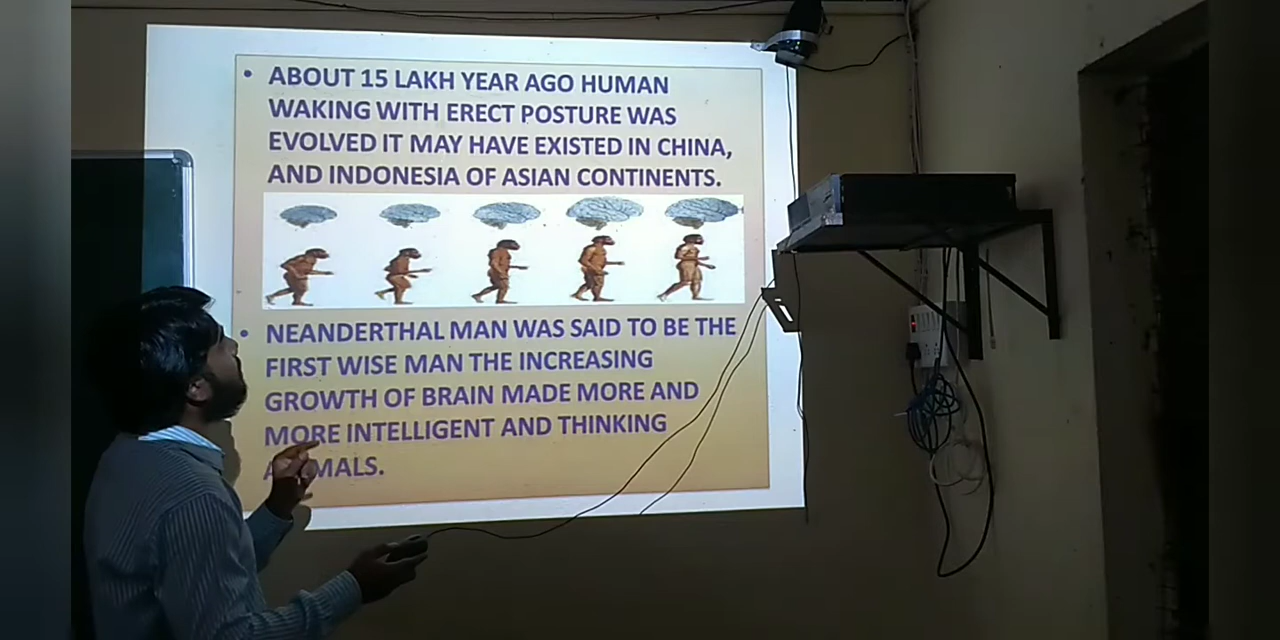 • ABOUT 15 LAKH YEAR AGO HUMAN
WAKING WITH ERECT POSTURE WAS
EVOLVED IT MAY HAVE EXISTED IN CHINA,
AND INDONESIA OF ASIAN CONTINENTS.
• NEANDERTHAL MAN WAS SAID TO BE THE
FIRST WISE MAN THE INCREASING
GROWTH OF BRAIN MADE MORE AND
MORE INTELLIGENT AND THINKING
ANIMALS.